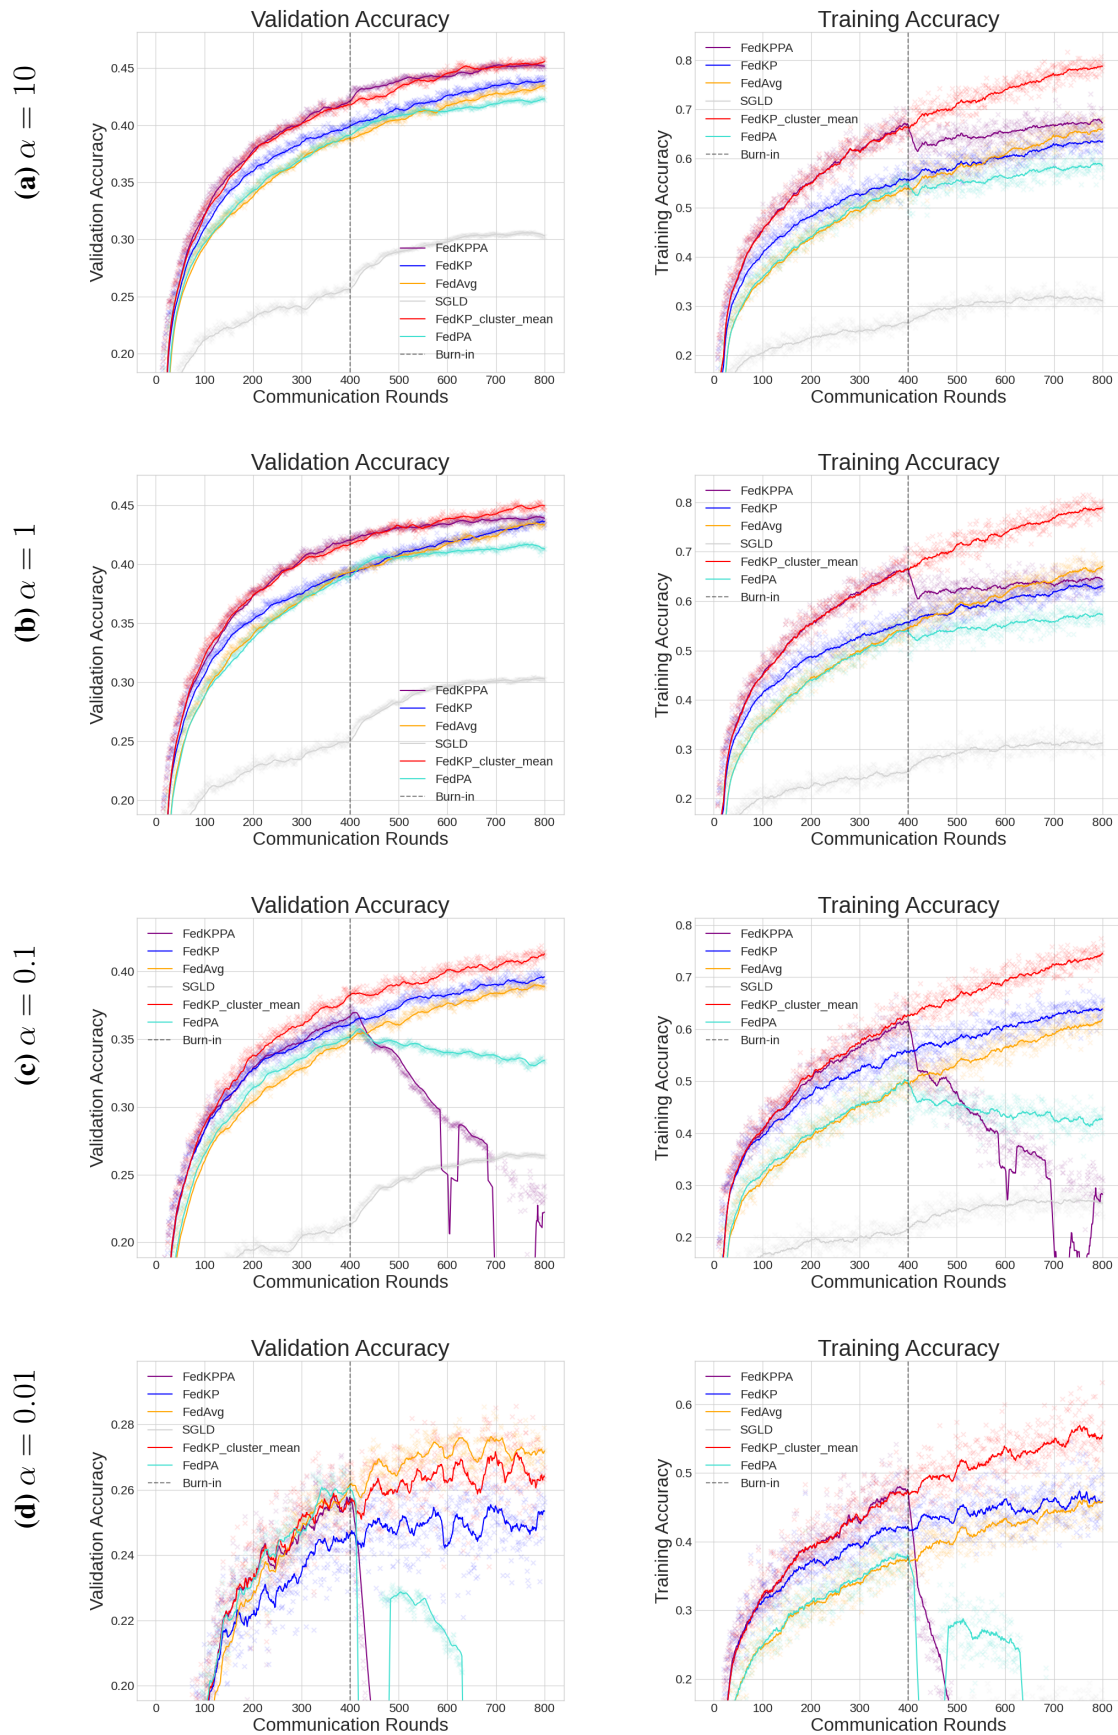 (a) α = 10
Validation Accuracy
Validation Accuracy
0.45
0.40
0.35
0.30
0.25
0.20
FedKPPA
FedKP
FedAvg
SGLD
FedKP_cluster_mean
FedPA
Burn-in
0 100 200 300 400 500 600 700 800
Communication Rounds
Training Accuracy
Training Accuracy
0.8
0.7
0.6
0.5
0.4
0.3
0.2
FedKPPA
FedKP
FedAvg
SGLD
FedKP_cluster_mean
FedPA
Burn-in
0 100 200 300 400 500 600 700 800
Communication Rounds
(b) α = 1
Validation Accuracy
Validation Accuracy
0.45
0.40
0.35
0.30
0.25
0.20
FedKPPA
FedKP
FedAvg
SGLD
FedKP_cluster_mean
FedPA
Burn-in
0 100 200 300 400 500 600 700 800
Communication Rounds
Training Accuracy
Training Accuracy
0.8
0.7
0.6
0.5
0.4
0.3
0.2
FedKPPA
FedKP
FedAvg
SGLD
FedKP_cluster_mean
FedPA
Burn-in
0 100 200 300 400 500 600 700 800
Communication Rounds
(c) α = 0.1
Validation Accuracy
Validation Accuracy
0.40
0.35
0.30
0.25
0.20
FedKPPA
FedKP
FedAvg
SGLD
FedKP_cluster_mean
FedPA
Burn-in
0 100 200 300 400 500 600 700 800
Communication Rounds
Training Accuracy
Training Accuracy
0.8
0.7
0.6
0.5
0.4
0.3
0.2
FedKPPA
FedKP
FedAvg
SGLD
FedKP_cluster_mean
FedPA
Burn-in
0 100 200 300 400 500 600 700 800
Communication Rounds
(d) α = 0.01
Validation Accuracy
Validation Accuracy
0.28
0.26
0.24
0.22
0.20
FedKPPA
FedKP
FedAvg
SGLD
FedKP_cluster_mean
FedPA
Burn-in
0 100 200 300 400 500 600 700 800
Communication Rounds
Training Accuracy
Training Accuracy
0.6
0.5
0.4
0.3
0.2
FedKPPA
FedKP
FedAvg
SGLD
FedKP_cluster_mean
FedPA
Burn-in
0 100 200 300 400 500 600 700 800
Communication Rounds